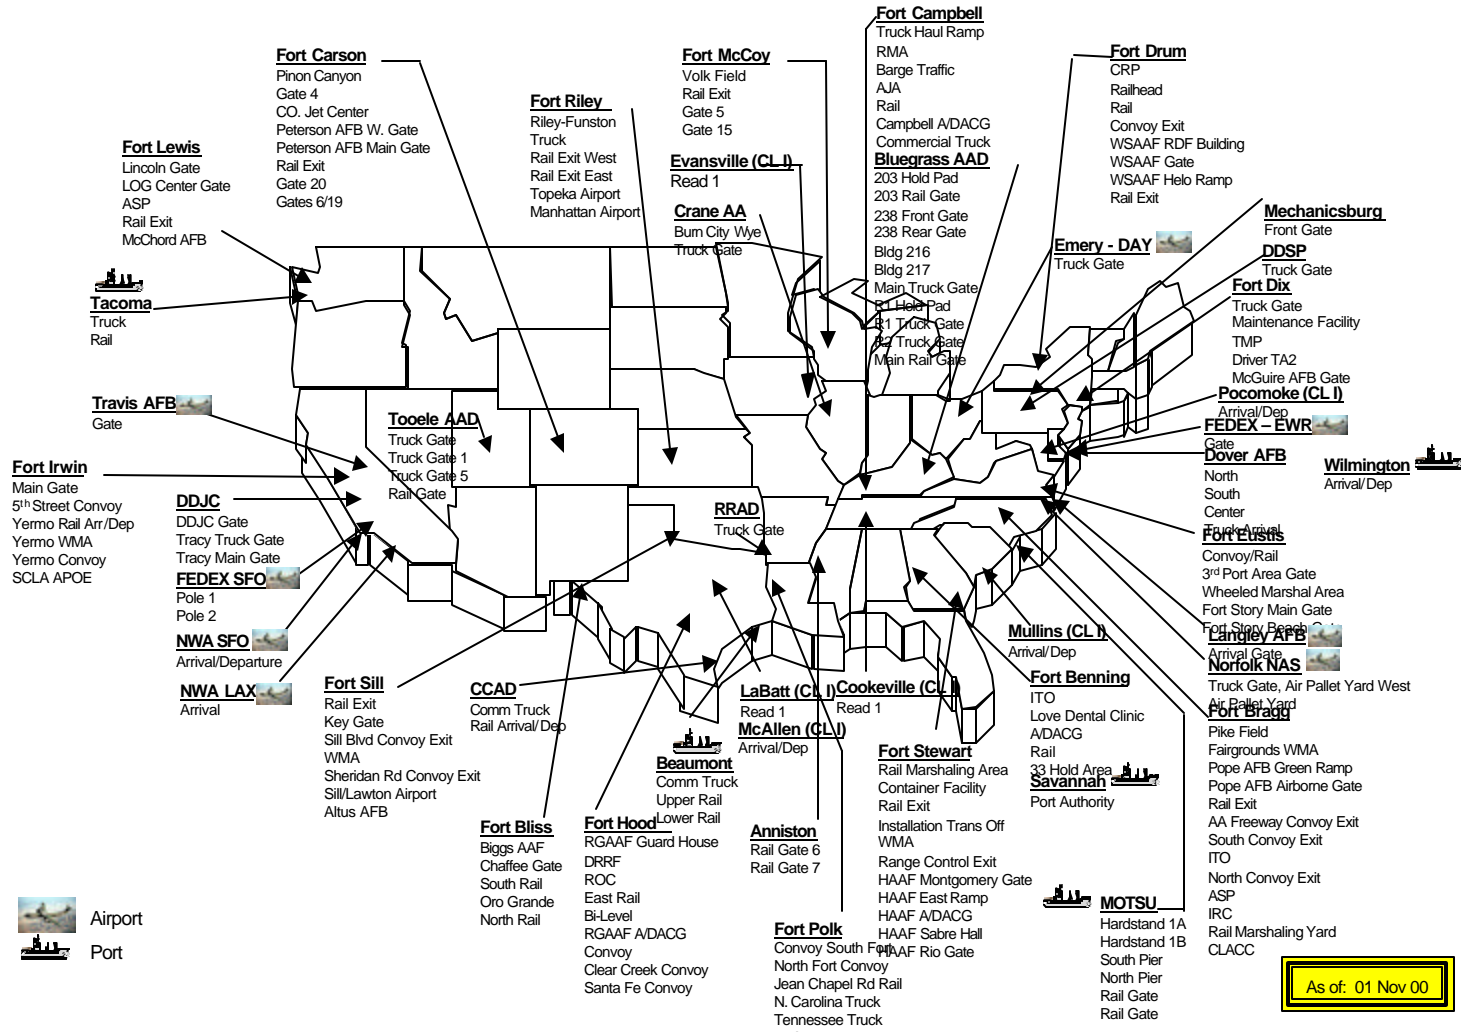 Fort Campbell
Truck Haul Ramp
RMA
Barge Traffic
AJA
Rail
Campbell A/DACG
Commercial Truck
Bluegrass AAD
203 Hold Pad
203 Rail Gate
238 Front Gate
238 Rear Gate
Bldg 216
Bldg 217
Main Truck Gate
R1 Hold Pad
R1 Truck Gate
R2 Truck Gate
Main Rail Gate
Fort Carson
Pinon Canyon
Gate 4
CO. Jet Center
Peterson AFB W. Gate
Peterson AFB Main Gate
Rail Exit
Gate 20
Gates 6/19
Fort McCoy
Volk Field
Rail Exit
Gate 5
Gate 15
Fort Drum
CRP
Railhead
Rail
Convoy Exit
WSAAF RDF Building
WSAAF Gate
WSAAF Helo Ramp
Rail Exit
Fort Riley
Riley-Funston
Truck
Rail Exit West
Rail Exit East
Topeka Airport
Manhattan Airport
Fort Lewis
Lincoln Gate
LOG Center Gate
ASP
Rail Exit
McChord AFB
Evansville (CL I)
Read 1
Crane AA
Burn City Wye
Truck Gate
Mechanicsburg
Front Gate
Emery - DAY
Truck Gate
DDSP
Truck Gate
Fort Dix
Truck Gate
Maintenance Facility
TMP
Driver TA2
McGuire AFB Gate
Tacoma
Truck
Rail
Pocomoke (CL I)
Arrival/Dep
FEDEX – EWR
Gate
Dover AFB
North
South
Center
Truck Arrival
Wilmington
Arrival/Dep
Travis AFB
Gate
Tooele AAD
Truck Gate
Truck Gate 1
Truck Gate 5
Rail Gate
Fort Irwin
Main Gate
5th Street Convoy
Yermo Rail Arr/Dep
Yermo WMA
Yermo Convoy
SCLA APOE
DDJC
DDJC Gate
Tracy Truck Gate
Tracy Main Gate
FEDEX SFO
Pole 1
Pole 2
NWA SFO
Arrival/Departure
NWA LAX
Arrival
RRAD
Truck Gate
Fort Eustis
Convoy/Rail
3rd Port Area Gate
Wheeled Marshal Area
Fort Story Main Gate
Fort Story Beach
Langley AFB
Arrival Gate
Norfolk NAS
Truck Gate, Air Pallet Yard West
Air Pallet Yard
Fort Bragg
Pike Field
Fairgrounds WMA
Pope AFB Green Ramp
Pope AFB Airborne Gate
Rail Exit
AA Freeway Convoy Exit
South Convoy Exit
ITO
North Convoy Exit
ASP
IRC
Rail Marshaling Yard
CLACC
Mullins (CL I)
Arrival/Dep
Fort Benning
ITO
Love Dental Clinic
A/DACG
Rail
33 Hold Area
Savannah
Port Authority
Fort Sill
Rail Exit
Key Gate
Sill Blvd Convoy Exit
WMA
Sheridan Rd Convoy Exit
Sill/Lawton Airport
Altus AFB
CCAD
Comm Truck
Rail Arrival/Dep
LaBatt (CL I)
Read 1
Cookeville (CL I)
Read 1
McAllen (CL I)
Arrival/Dep
Beaumont
Comm Truck
Upper Rail
Lower Rail
Fort Stewart
Rail Marshaling Area
Container Facility
Rail Exit
Installation Trans Off
WMA
Range Control Exit
HAAF Montgomery Gate
HAAF East Ramp
HAAF A/DACG
HAAF Sabre Hall
HAAF Rio Gate
Fort Bliss
Biggs AAF
Chaffee Gate
South Rail
Oro Grande
North Rail
Fort Hood
RGAAF Guard House
DRRF
ROC
East Rail
Bi-Level
RGAAF A/DACG
Convoy
Clear Creek Convoy
Santa Fe Convoy
Anniston
Rail Gate 6
Rail Gate 7
Fort Polk
Convoy South Fort
North Fort Convoy
Jean Chapel Rd Rail
N. Carolina Truck
Tennessee Truck
MOTSU
Hardstand 1A
Hardstand 1B
South Pier
North Pier
Rail Gate
Rail Gate
Airport
Port
As of: 01 Nov 00